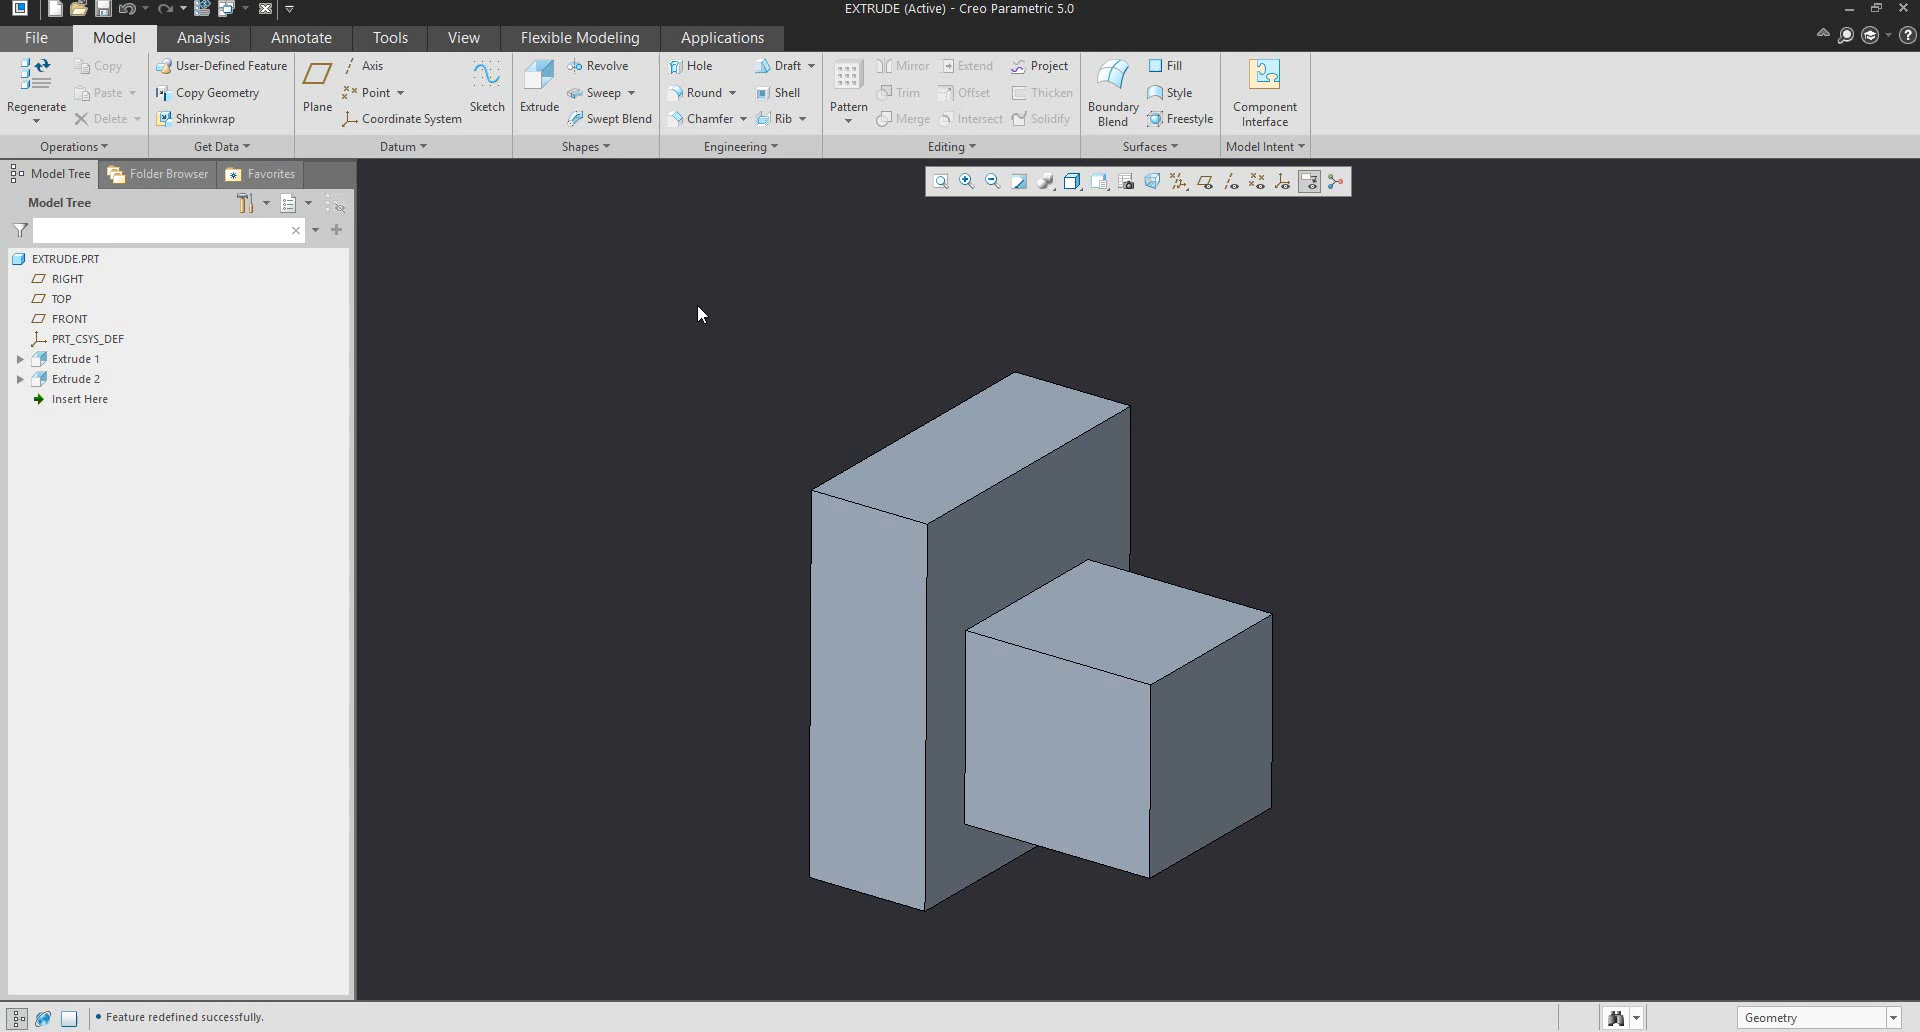 EXTRUDE (Active) - Creo Parametric 5.0
File Model Analysis Annotate Tools View Flexible Modeling Applications
Regenerate
Copy
Paste
Delete
Operations
User-Defined Feature
Copy Geometry
Shrinkwrap
Get Data
Plane
Axis
Point
Coordinate System
Sketch
Datum
Extrude
Revolve
Sweep
Swept Blend
Shapes
Hole
Round
Chamfer
Draft
Shell
Rib
Engineering
Pattern
Mirror
Trim
Merge
Extend
Offset
Intersect
Project
Thicken
Solidify
Editing
Boundary
Blend
Fill
Style
Freestyle
Surfaces
Component
Interface
Model Intent
Model Tree Folder Browser Favorites
Model Tree
EXTRUDE.PRT
RIGHT
TOP
FRONT
PRT_CSYS_DEF
Extrude 1
Extrude 2
Insert Here
• Feature redefined successfully.
Geometry